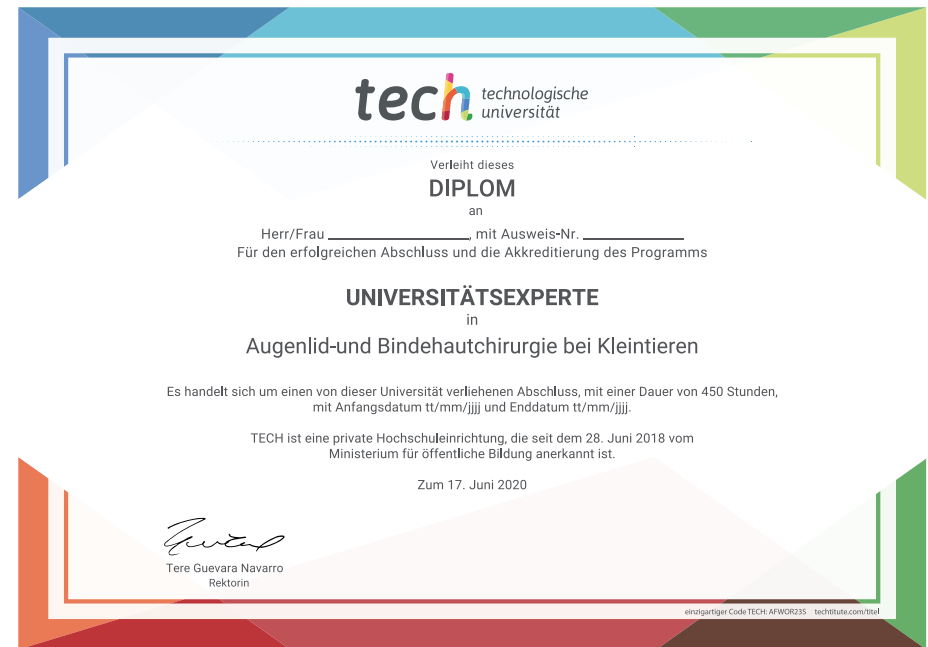 tech technologische
universität
Verleiht dieses
DIPLOM
an
Herr/Frau ________________, mit Ausweis-Nr. ____________
Für den erfolgreichen Abschluss und die Akkreditierung des Programms
UNIVERSITÄTSEXPERTE
in
Augenlid-und Bindehautchirurgie bei Kleintieren
Es handelt sich um einen von dieser Universität verliehenen Abschluss, mit einer Dauer von 450 Stunden,
mit Anfangsdatum tt/mm/jjjj und Enddatum tt/mm/jjjj.
TECH ist eine private Hochschuleinrichtung, die seit dem 28. Juni 2018 vom
Ministerium für öffentliche Bildung anerkannt ist.
Zum 17. Juni 2020
Tere Guevara Navarro
Rektorin
einzigartiger Code TECH: AFWOR23S techtitute.com/titel